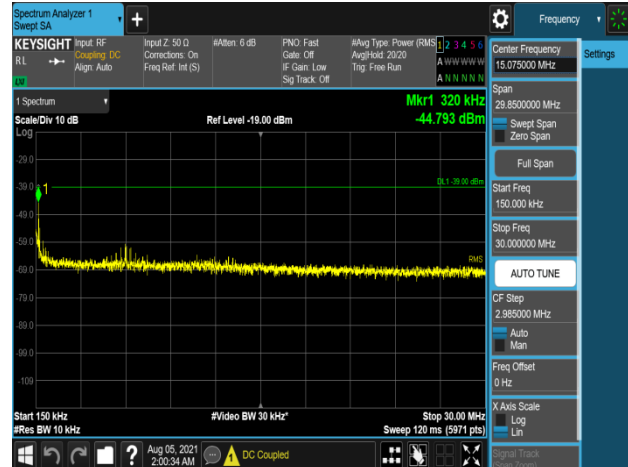 Spectrum Analyzer 1
Swept SA
+
Frequency
KEYSIGHT
RL
LW
Input: RF
Coupling: DC
Align: Auto
Input Z: 50 Ω
Corrections: On
Freq Ref: Int (S)
#Atten: 6 dB
PNO: Fast
Gate: Off
IF Gain: Low
Sig Track: Off
#Avg Type: Power (RMS
Avg|Hold: 20/20
Trig: Free Run
1 2 3 4 5 6
A W W W W W
A N N N N N
Center Frequency
15.075000 MHz
Settings
1 Spectrum
Scale/Div 10 dB
Ref Level -19.00 dBm
Mkr1 320 kHz
-44.793 dBm
Log
-29.0
-39.0
-49.0
-59.0
-69.0
-79.0
-89.0
-99.0
-109
1
DL1 -39.00 dBm
RMS
Start 150 kHz
#Res BW 10 kHz
#Video BW 30 kHz*
Stop 30.00 MHz
Sweep 120 ms (5971 pts)
Span
29.8500000 MHz
Swept Span
Zero Span
Full Span
Start Freq
150.000 kHz
Stop Freq
30.000000 MHz
AUTO TUNE
CF Step
2.985000 MHz
Auto
Man
Freq Offset
0 Hz
X Axis Scale
Log
Lin
Signal Track
(Span Zoom)
?
Aug 05, 2021
2:00:34 AM
DC Coupled